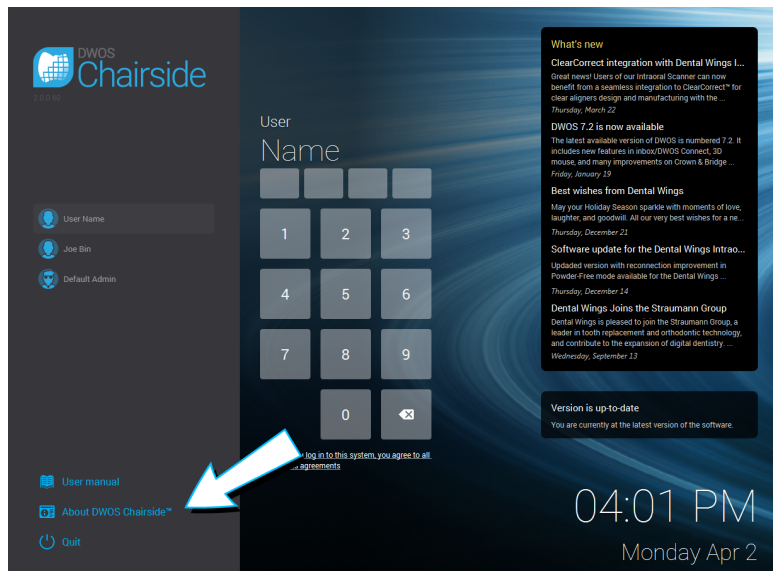 DWOS
Chairside
2.0.0.60
User Name
Joe Bin
Default Admin
User manual
About DWOS Chairside™
Quit
User
Name
1 2 3
4 5 6
7 8 9
0
log in to this system, you agree to all
agreements
What's new
ClearCorrect integration with Dental Wings I...
Great news! Users of our Intraoral Scanner can now
benefit from a seamless integration to ClearCorrect™ for
clear aligners design and manufacturing with the ...
Thursday, March 22
DWOS 7.2 is now available
The latest available version of DWOS is numbered 7.2. It
includes new features in inbox/DWOS Connect, 3D
mouse, and many improvements on Crown & Bridge ...
Friday, January 19
Best wishes from Dental Wings
May your Holiday Season sparkle with moments of love,
laughter, and goodwill. All our very best wishes for a ne...
Thursday, December 21
Software update for the Dental Wings Intrao...
Updaded version with reconnection improvement in
Powder-Free mode available for the Dental Wings ...
Thursday, December 14
Dental Wings Joins the Straumann Group
Dental Wings is pleased to join the Straumann Group, a
leader in tooth replacement and orthodontic technology,
and contribute to the expansion of digital dentistry. ...
Wednesday, September 13
Version is up-to-date
You are currently at the latest version of the software.
04:01 PM
Monday Apr 2